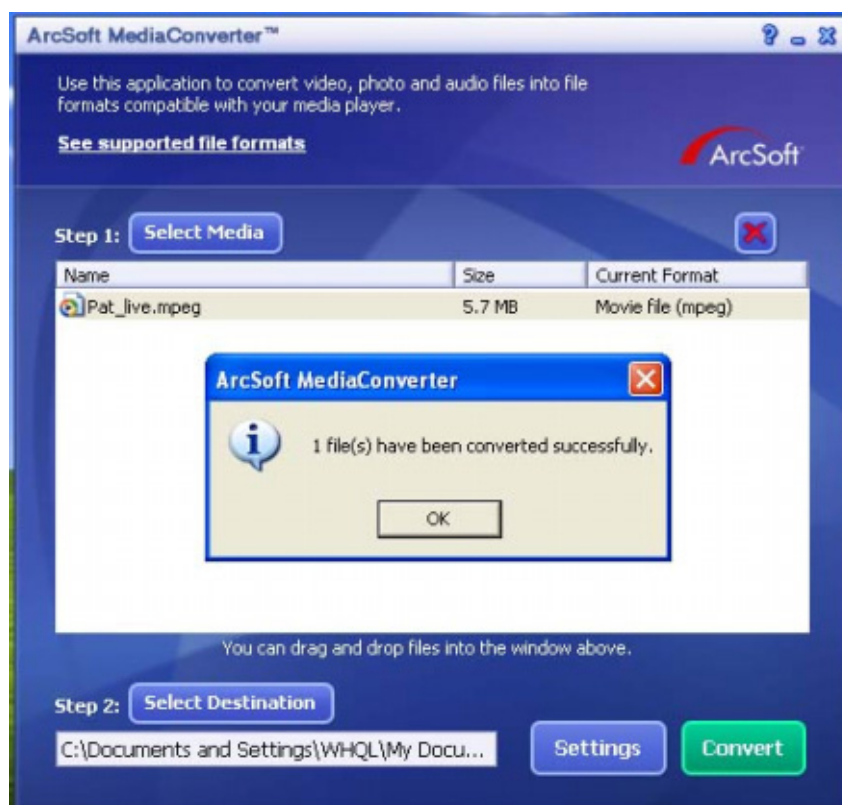 ArcSoft MediaConverter™
Use this application to convert video, photo and audio files into file
formats compatible with your media player.
See supported file formats
ArcSoft
Step 1: Select Media
Name Size Current Format
Pat_live.mpeg 5.7 MB Movie file (mpeg)
ArcSoft MediaConverter
1 file(s) have been converted successfully.
OK
You can drag and drop files into the window above.
Step 2: Select Destination
C:\Documents and Settings\WHQL\My Docu...
Settings
Convert